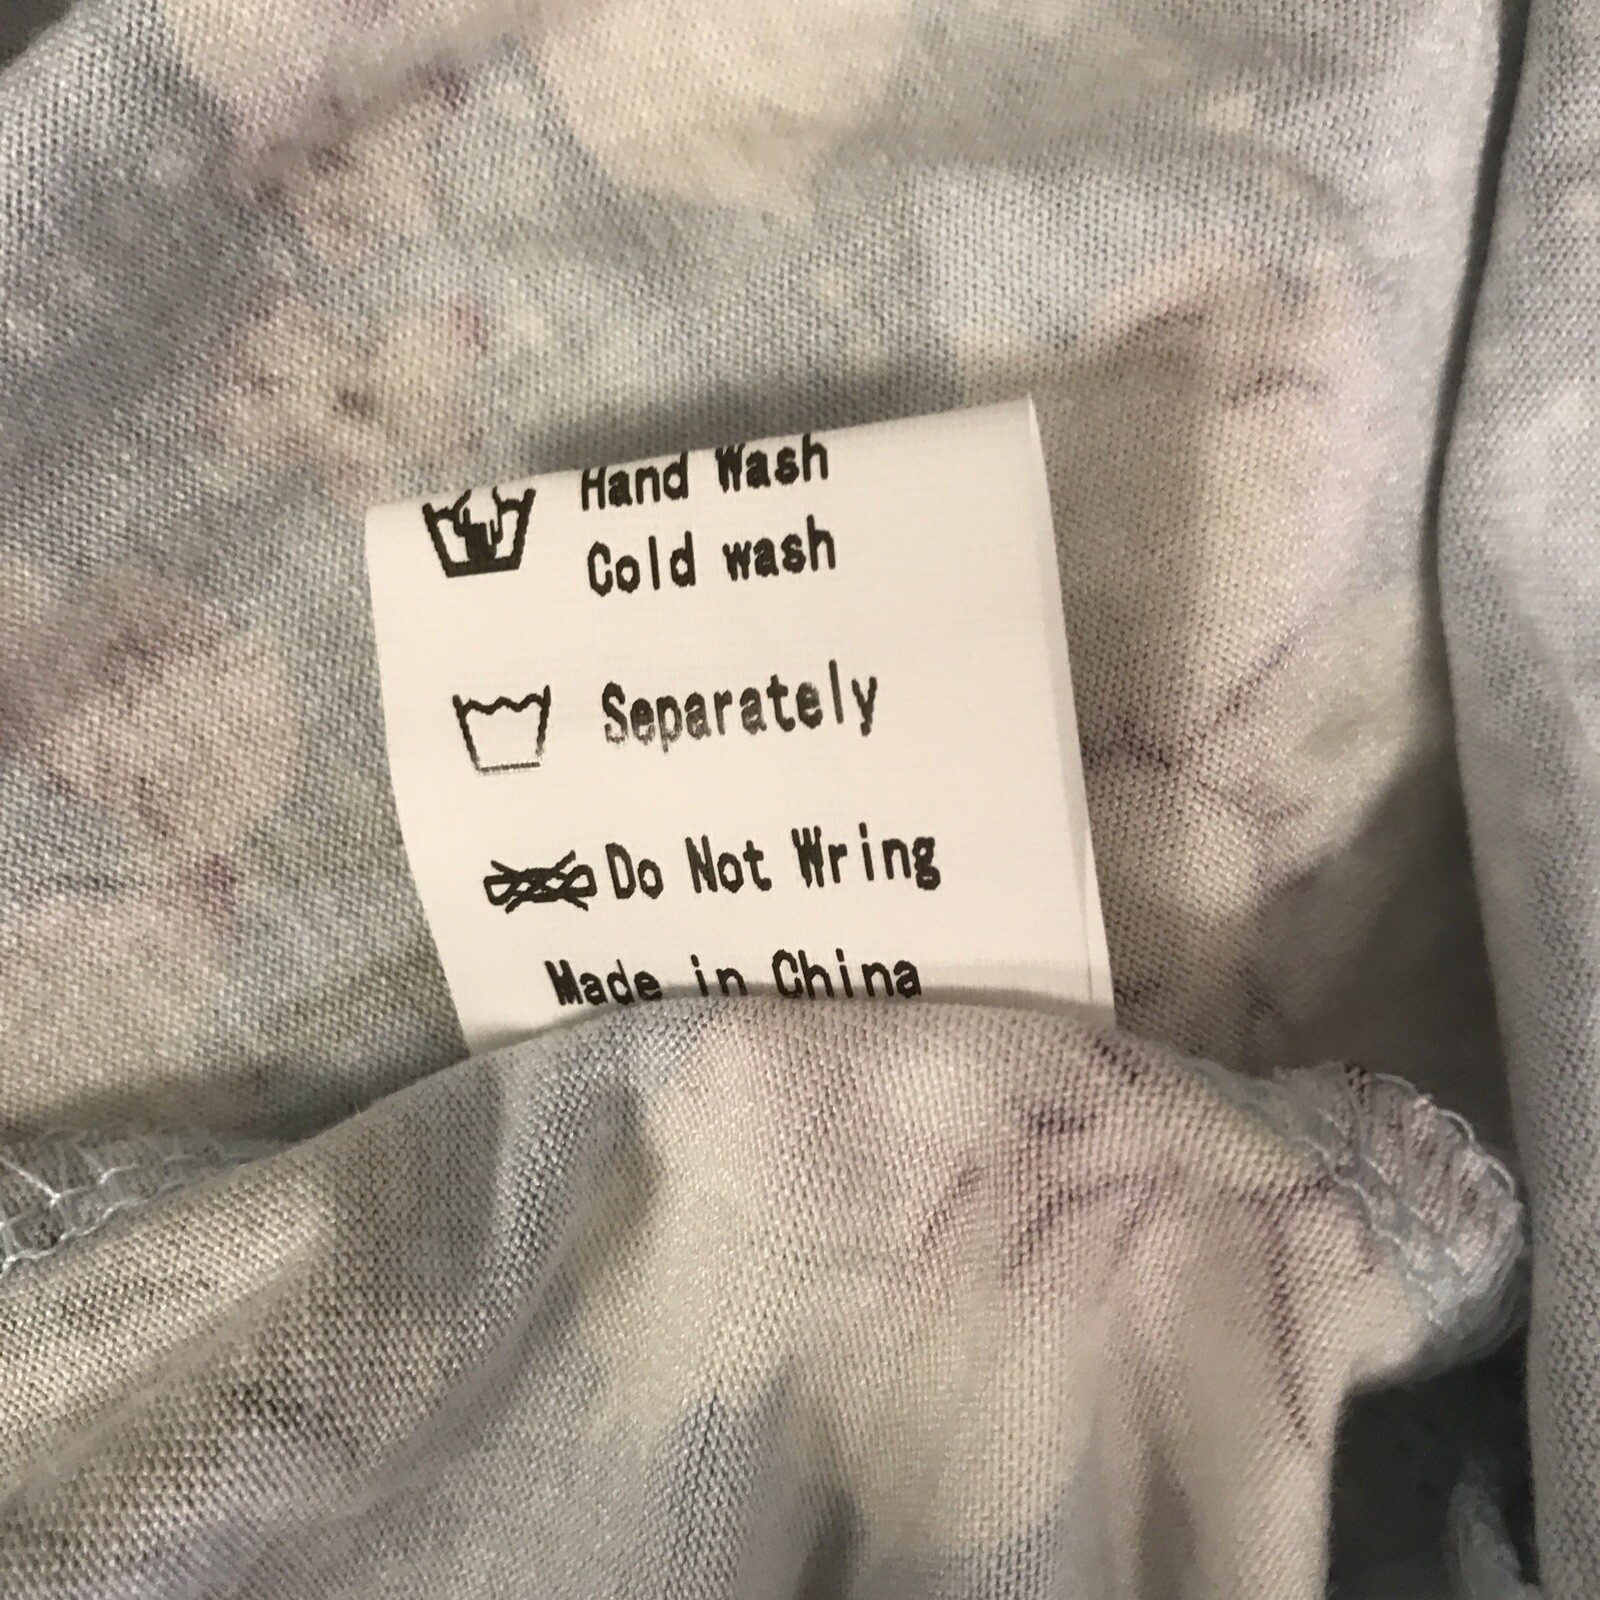 Hand Wash
Cold wash
Separately
Do Not Wring
Made in China